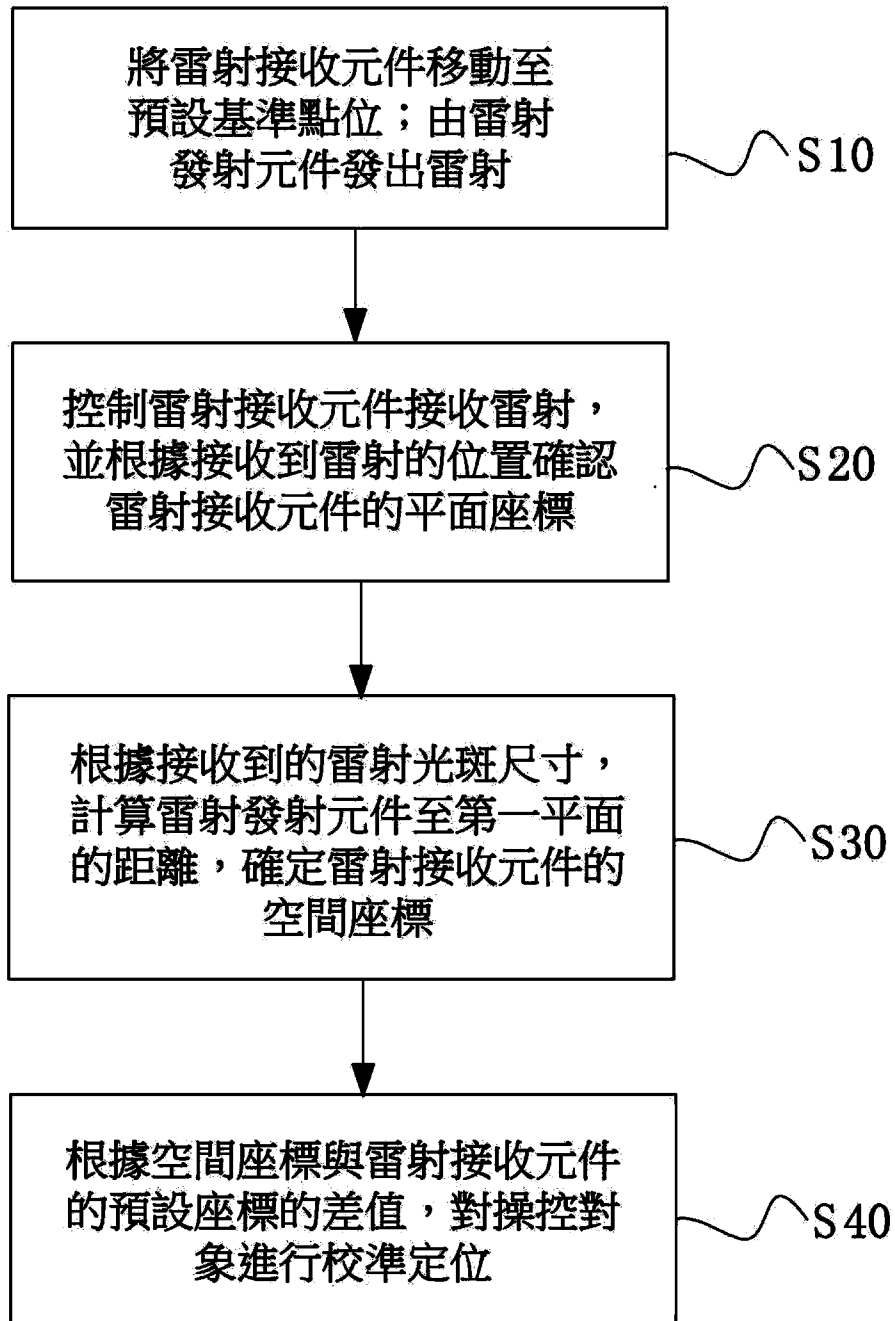 將雷射接收元件移動至
預設基準點位；由雷射
發射元件發出雷射
S10
控制雷射接收元件接收雷射，
並根據接收到雷射的位置確認
雷射接收元件的平面座標
S20
根據接收到的雷射光斑尺寸，
計算雷射發射元件至第一平面
的距離，確定雷射接收元件的
空間座標
S30
根據空間座標與雷射接收元件
的預設座標的差值，對操控對
象進行校準定位
S40